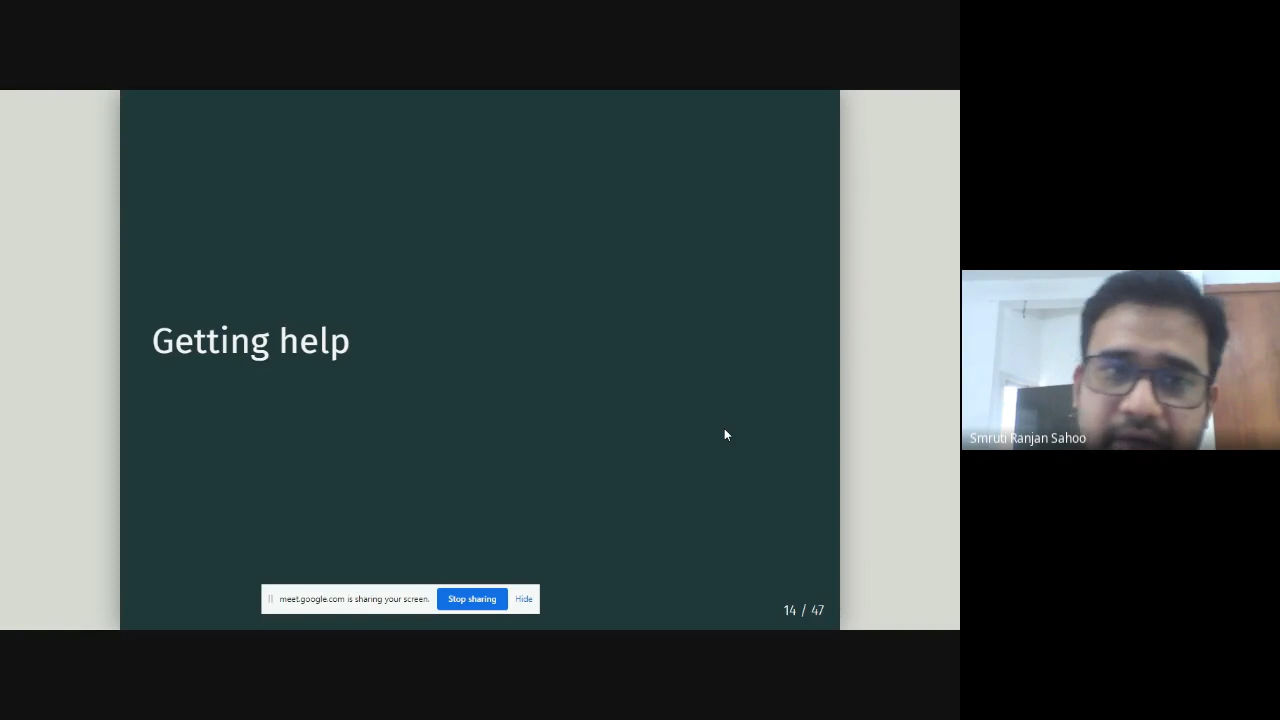 Getting help
meet.google.com is sharing your screen. Stop sharing Hide
14 / 47
Smruti Ranjan Sahoo